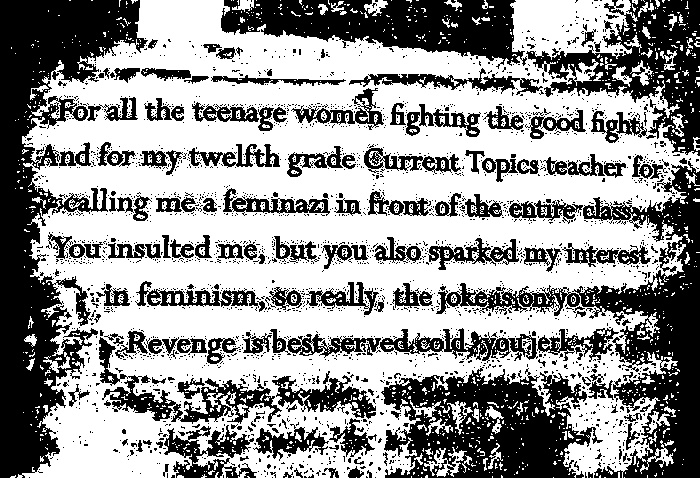 For all the teenage women fighting the good fight.
And for my twelfth grade Current Topics teacher for
calling me a feminazi in front of the entire class.
You insulted me, but you also sparked my interest
in feminism, so really, the joke is on you.
Revenge is best served cold, you jerk.